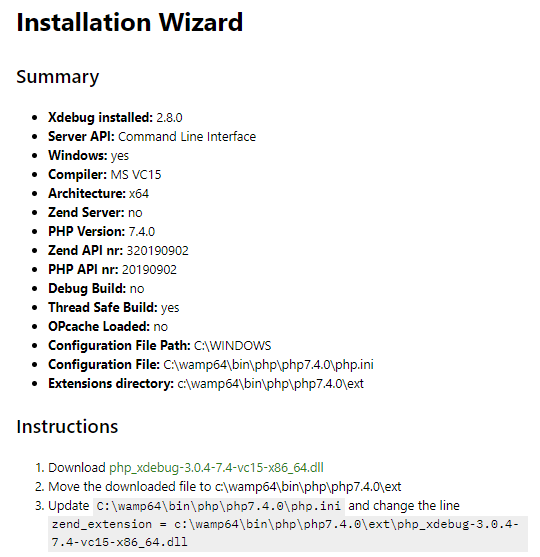 Installation Wizard
Summary
• Xdebug installed: 2.8.0
• Server API: Command Line Interface
• Windows: yes
• Compiler: MS VC15
• Architecture: x64
• Zend Server: no
• PHP Version: 7.4.0
• Zend API nr: 320190902
• PHP API nr: 20190902
• Debug Build: no
• Thread Safe Build: yes
• OPcache Loaded: no
• Configuration File Path: C:\WINDOWS
• Configuration File: C:\wamp64\bin\php\php7.4.0\php.ini
• Extensions directory: c:\wamp64\bin\php\php7.4.0\ext
Instructions
1. Download php_xdebug-3.0.4-7.4-vc15-x86_64.dll
2. Move the downloaded file to c:\wamp64\bin\php\php7.4.0\ext
3. Update C:\wamp64\bin\php\php7.4.0\php.ini and change the line
zend_extension = c:\wamp64\bin\php\php7.4.0\ext\php_xdebug-3.0.4-
7.4-vc15-x86_64.dll